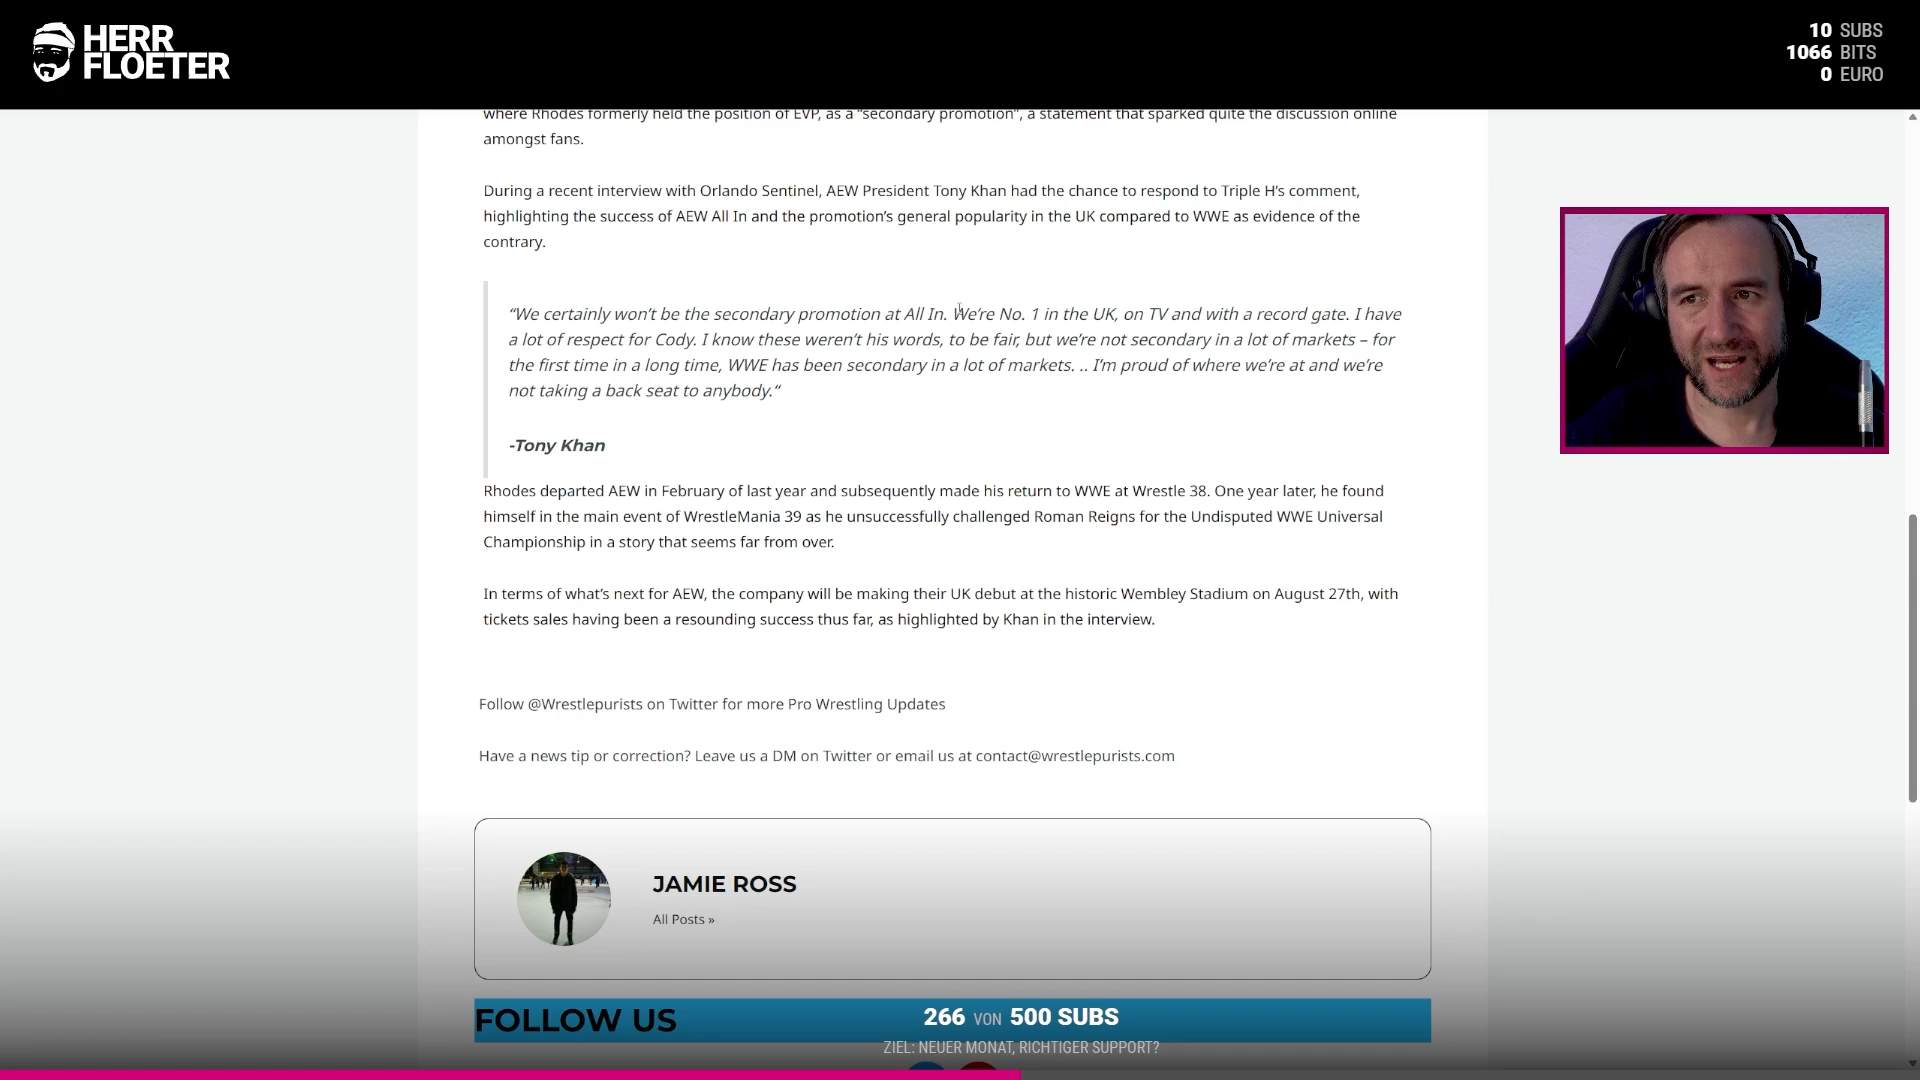 HERR
FLOETER
10 SUBS
1066 BITS
0 EURO
where Rhodes formerly held the position of EVP, as a “secondary promotion”, a statement that sparked quite the discussion online
amongst fans.
During a recent interview with Orlando Sentinel, AEW President Tony Khan had the chance to respond to Triple H’s comment,
highlighting the success of AEW All In and the promotion’s general popularity in the UK compared to WWE as evidence of the
contrary.
“We certainly won’t be the secondary promotion at All In. We’re No. 1 in the UK, on TV and with a record gate. I have
a lot of respect for Cody. I know these weren’t his words, to be fair, but we’re not secondary in a lot of markets – for
the first time in a long time, WWE has been secondary in a lot of markets. .. I’m proud of where we’re at and we’re
not taking a back seat to anybody.“
-Tony Khan
Rhodes departed AEW in February of last year and subsequently made his return to WWE at Wrestle 38. One year later, he found
himself in the main event of WrestleMania 39 as he unsuccessfully challenged Roman Reigns for the Undisputed WWE Universal
Championship in a story that seems far from over.
In terms of what’s next for AEW, the company will be making their UK debut at the historic Wembley Stadium on August 27th, with
tickets sales having been a resounding success thus far, as highlighted by Khan in the interview.
Follow @Wrestlepurists on Twitter for more Pro Wrestling Updates
Have a news tip or correction? Leave us a DM on Twitter or email us at contact@wrestlepurists.com
JAMIE ROSS
All Posts »
FOLLOW US
266 VON 500 SUBS
ZIEL: NEUER MONAT, RICHTIGER SUPPORT?